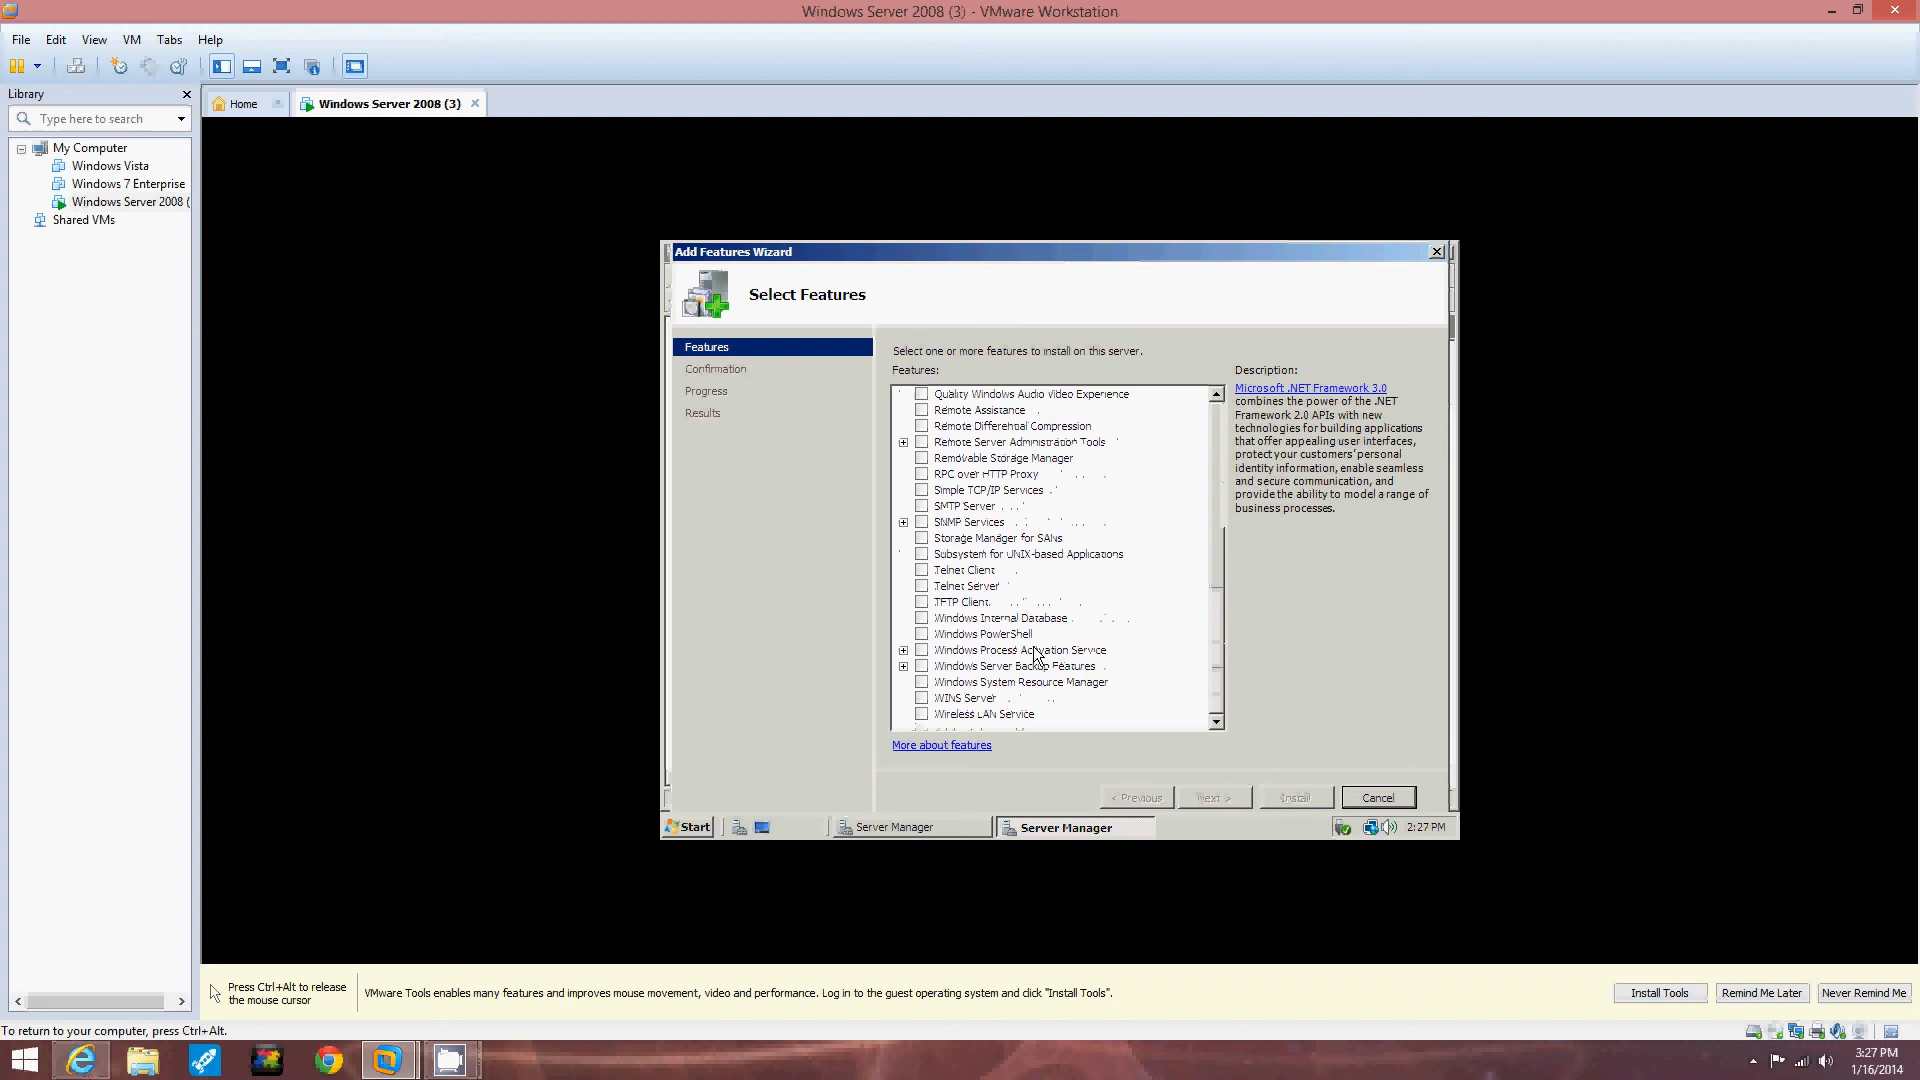 Windows Server 2008 (3) - VMware Workstation
File Edit View VM Tabs Help
Library
Type here to search
My Computer
Windows Vista
Windows 7 Enterprise
Windows Server 2008 (
Shared VMs
Home
Windows Server 2008 (3)
Add Features Wizard
Select Features
Features
Confirmation
Progress
Results
Select one or more features to install on this server.
Features:
Quality Windows Audio Video Experience
Remote Assistance
Remote Differential Compression
Remote Server Administration Tools
Removable Storage Manager
RPC over HTTP Proxy
Simple TCP/IP Services
SMTP Server
SNMP Services
Storage Manager for SANs
Subsystem for UNIX-based Applications
Telnet Client
Telnet Server
TFTP Client
Windows Internal Database
Windows PowerShell
Windows Process Activation Service
Windows Server Backup Features
Windows System Resource Manager
WINS Server
Wireless LAN Service
More about features
Description:
Microsoft .NET Framework 3.0
combines the power of the .NET
Framework 2.0 APIs with new
technologies for building applications
that offer appealing user interfaces,
protect your customers' personal
identity information, enable seamless
and secure communication, and
provide the ability to model a range of
business processes.
< Previous Next > Install Cancel
Start Server Manager Server Manager 2:27 PM
Press Ctrl+Alt to release
the mouse cursor
VMware Tools enables many features and improves mouse movement, video and performance. Log in to the guest operating system and click "Install Tools".
Install Tools Remind Me Later Never Remind Me
To return to your computer, press Ctrl+Alt.
3:27 PM
1/16/2014